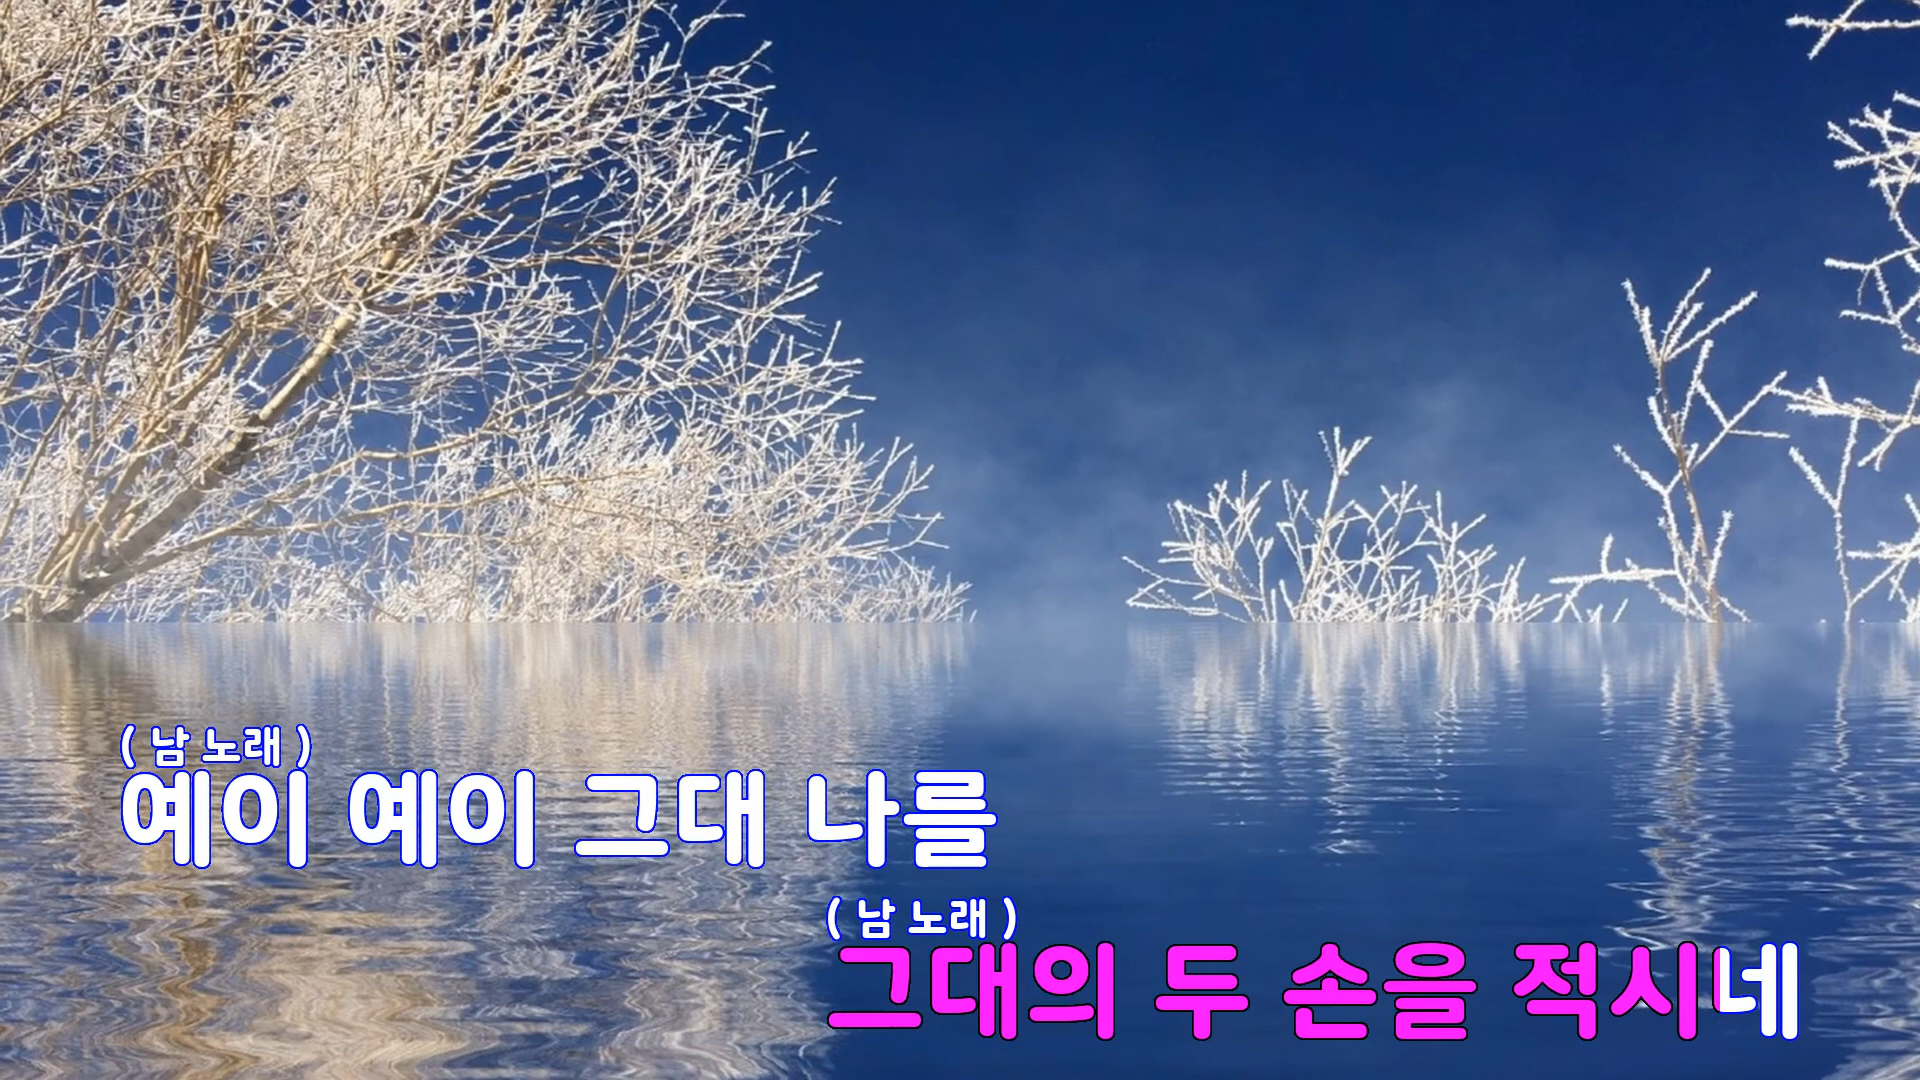 ( 남 노래 )
예이 예이 그대 나를
( 남 노래 )
그대의 두 손을 적시네